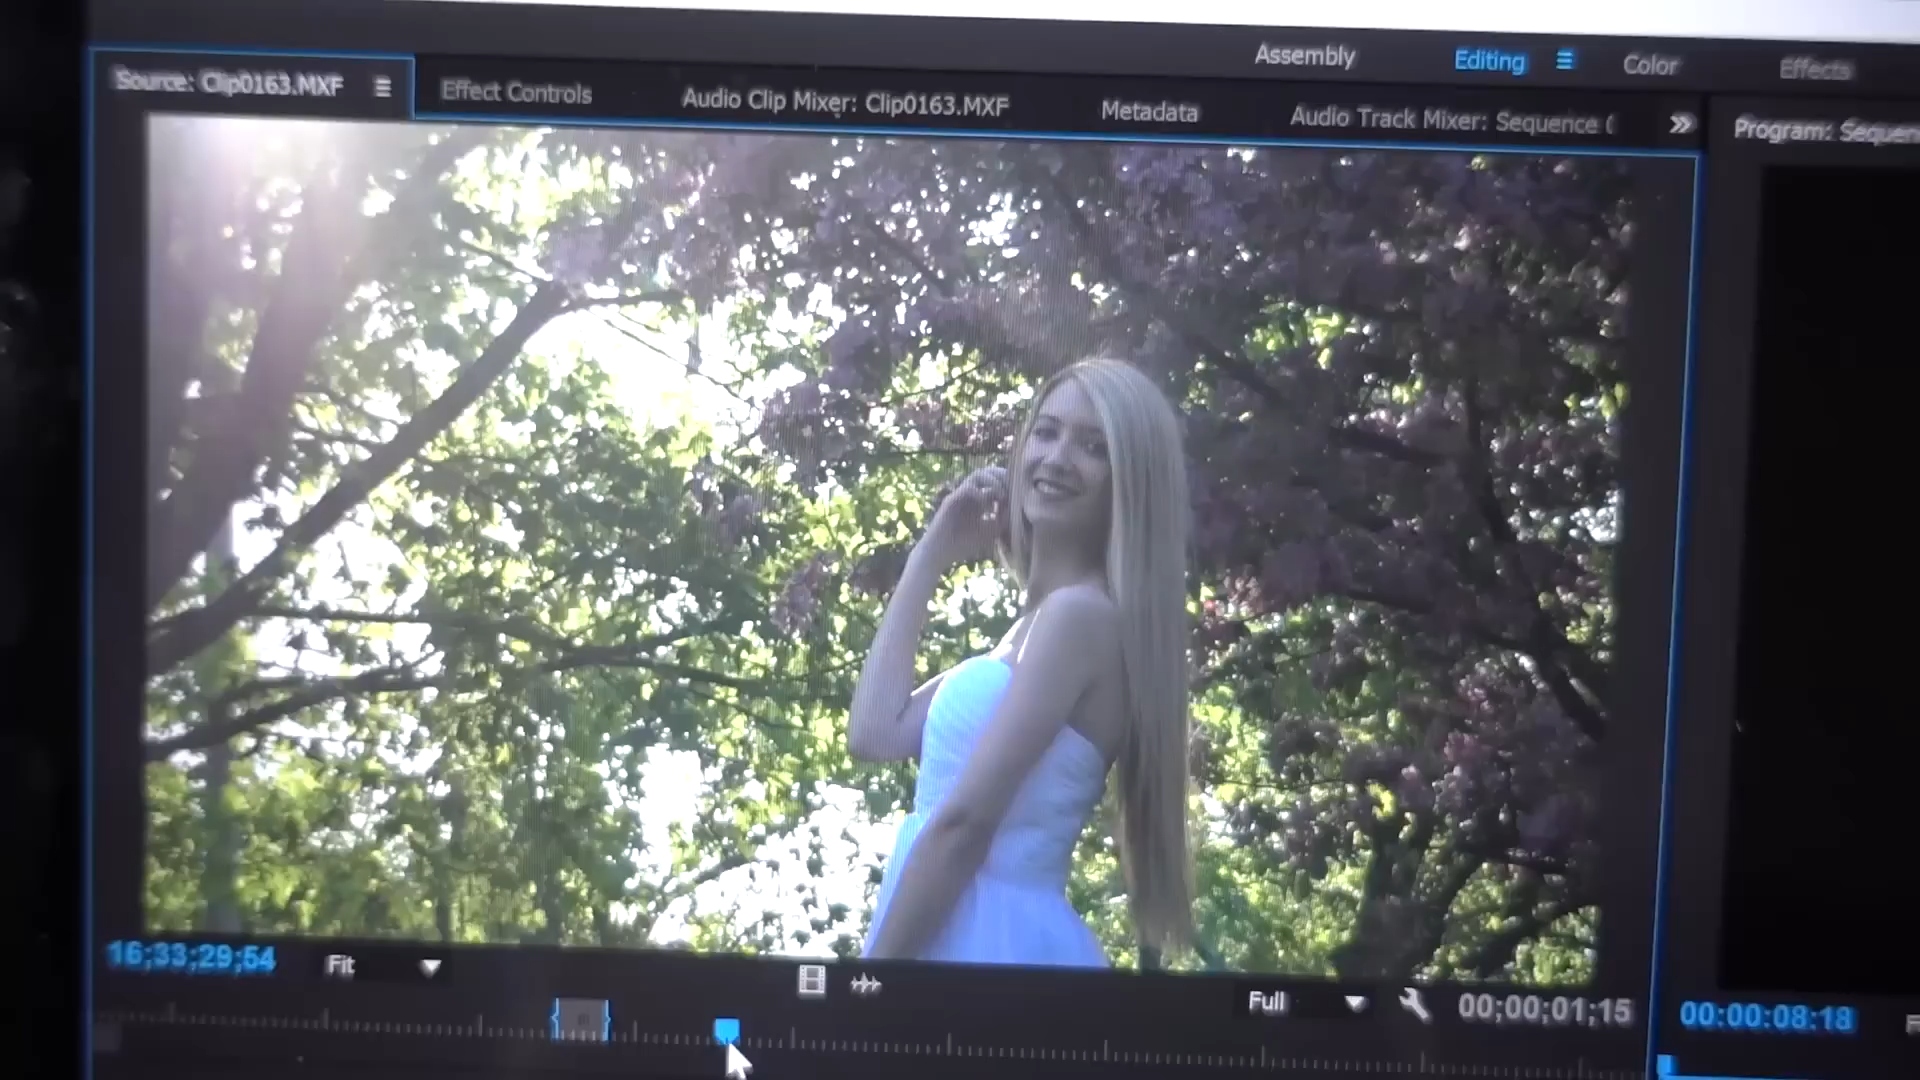 Assembly Editing Color Effects
Source: Clip0163.MXF Effect Controls Audio Clip Mixer: Clip0163.MXF Metadata Audio Track Mixer: Sequence ( Program: Sequen
16;33;29;54 Fit Full 00;00;01;15 00:00:08:18